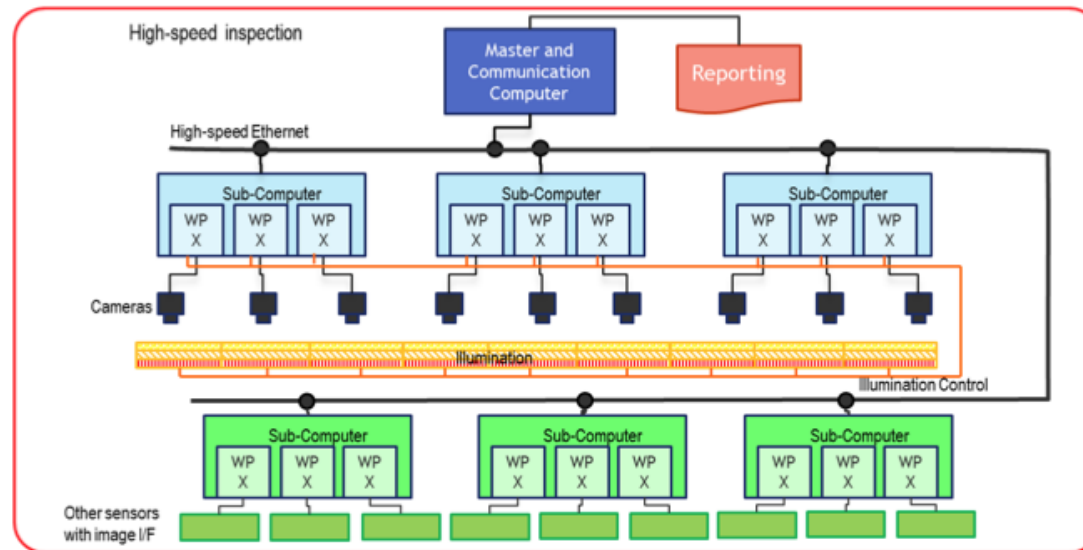 High-speed inspection
Master and
Communication
Computer
Reporting
High-speed Ethernet
Sub-Computer
WP
X
WP
X
WP
X
Sub-Computer
WP
X
WP
X
WP
X
Sub-Computer
WP
X
WP
X
WP
X
Cameras
Illumination
Illumination Control
Sub-Computer
WP
X
WP
X
WP
X
Sub-Computer
WP
X
WP
X
WP
X
Sub-Computer
WP
X
WP
X
WP
X
Other sensors
with image I/F